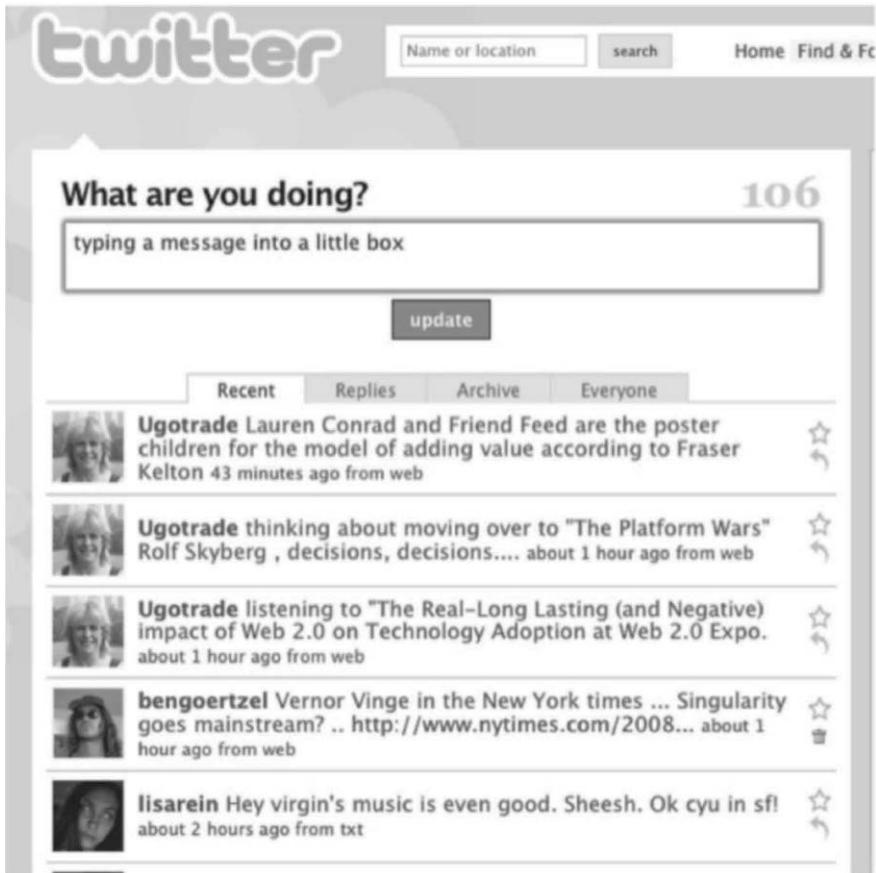 twitter
Name or location search Home Find & Fo
What are you doing? 106
typing a message into a little box
update
Recent Replies Archive Everyone
Ugotrade Lauren Conrad and Friend Feed are the poster
children for the model of adding value according to Fraser
Kelton 43 minutes ago from web
Ugotrade thinking about moving over to "The Platform Wars"
Rolf Skyberg , decisions, decisions.... about 1 hour ago from web
Ugotrade listening to "The Real-Long Lasting (and Negative)
impact of Web 2.0 on Technology Adoption at Web 2.0 Expo.
about 1 hour ago from web
bengoertzel Vernor Vinge in the New York times ... Singularity
goes mainstream? .. http://www.nytimes.com/2008... about 1
hour ago from web
lisarein Hey virgin's music is even good. Sheesh. Ok cyu in sf!
about 2 hours ago from txt